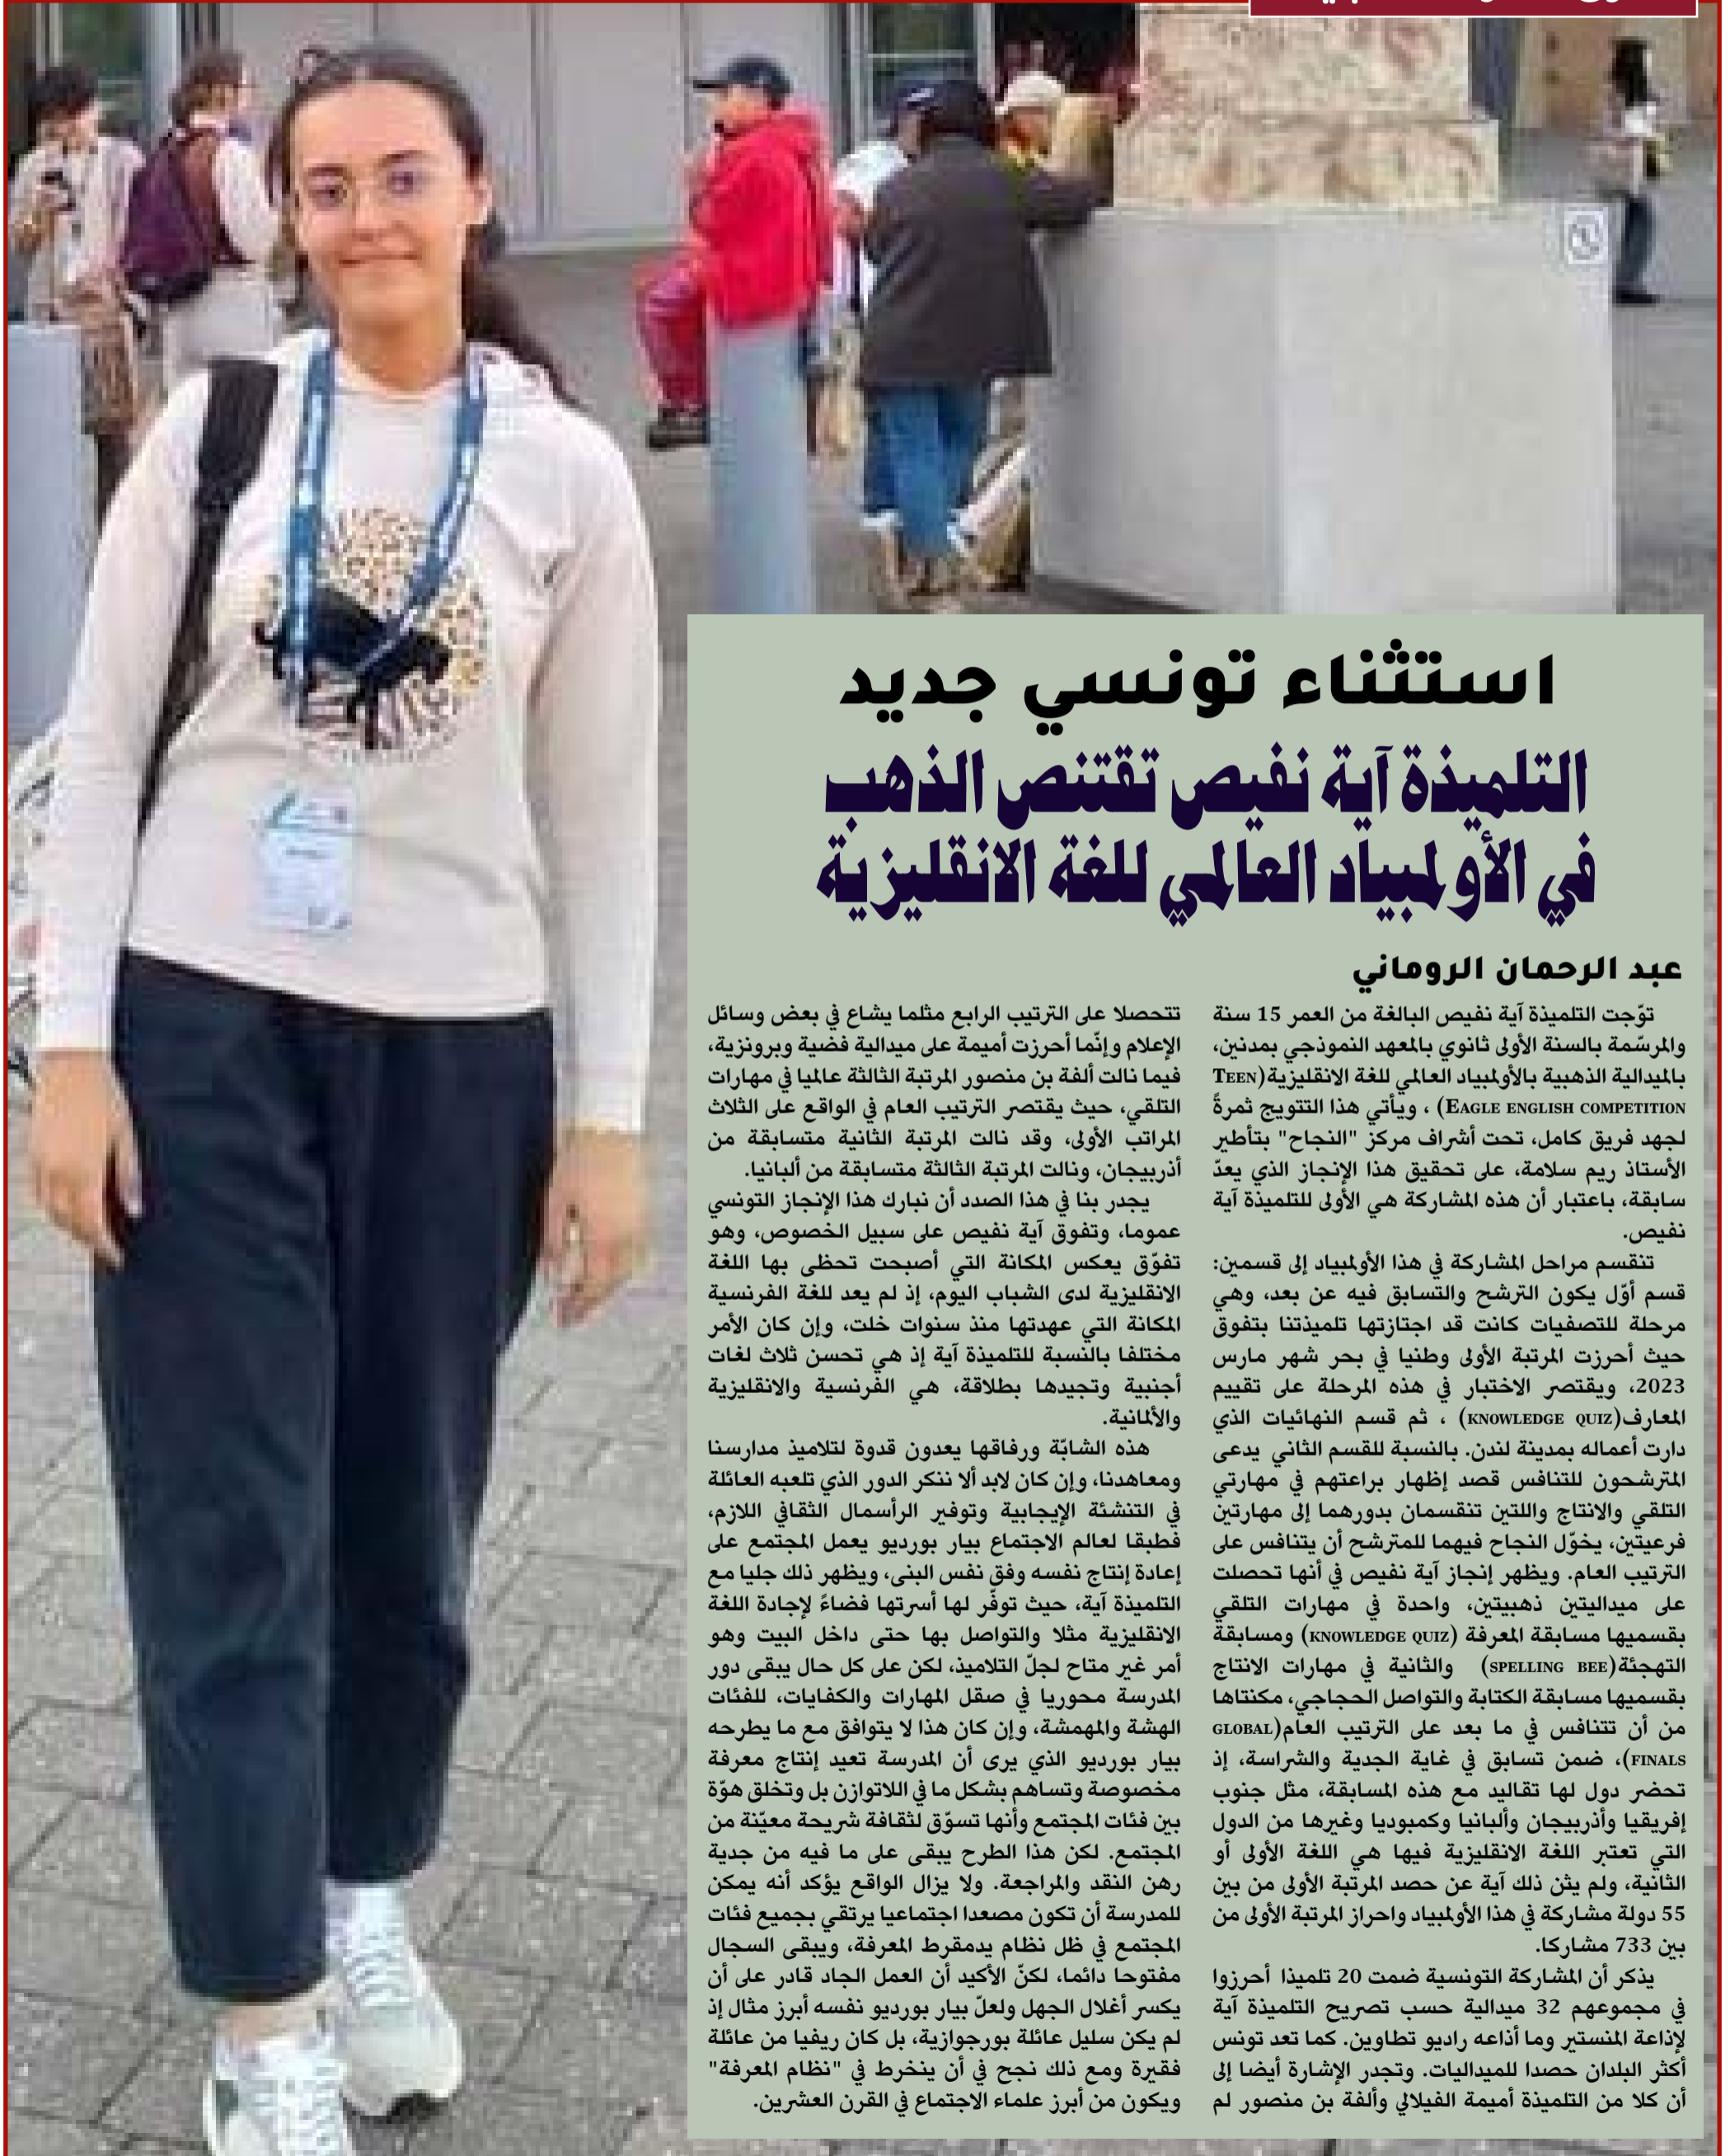 استثناء تونسي جديد
التلميذة آية نفيص تقتنص الذهب
في الأولمبياد العالمي للغة الانقليزية
عبد الرحمان الروماني
توّجت التلميذة آية نفيص البالغة من العمر 15 سنة
والمرسّمة بالسنة الأولى ثانوي بالمعهد النموذجي بمدنين،
بالميدالية الذهبية بالأولمبياد العالمي للغة الانقليزية(TEEN
EAGLE ENGLISH COMPETITION) ، ويأتي هذا التتويج ثمرةً
لجهد فريق كامل، تحت أشراف مركز "النجاح" بتأطير
الأستاذ ريم سلامة، على تحقيق هذا الإنجاز الذي يعدّ
سابقة، باعتبار أن هذه المشاركة هي الأولى للتلميذة آية
نفيص.
تنقسم مراحل المشاركة في هذا الأولمبياد إلى قسمين:
قسم أوّل يكون الترشح والتسابق فيه عن بعد، وهي
مرحلة للتصفيات كانت قد اجتازتها تلميذتنا بتفوق
حيث أحرزت المرتبة الأولى وطنيا في بحر شهر مارس
2023، ويقتصر الاختبار في هذه المرحلة على تقييم
المعارف(KNOWLEDGE QUIZ) ، ثم قسم النهائيات الذي
دارت أعماله بمدينة لندن. بالنسبة للقسم الثاني يدعى
المترشحون للتنافس قصد إظهار براعتهم في مهارتي
التلقي والانتاج واللتين تنقسمان بدورهما إلى مهارتين
فرعيتين، يخوّل النجاح فيهما للمترشح أن يتنافس على
الترتيب العام. ويظهر إنجاز آية نفيص في أنها تحصلت
على ميداليتين ذهبيتين، واحدة في مهارات التلقي
بقسميها مسابقة المعرفة (KNOWLEDGE QUIZ) ومسابقة
التهجئة(SPELLING BEE) والثانية في مهارات الانتاج
بقسميها مسابقة الكتابة والتواصل الحجاجي، مكنتاها
من أن تتنافس في ما بعد على الترتيب العام(GLOBAL
FINALS)، ضمن تسابق في غاية الجدية والشراسة، إذ
تحضر دول لها تقاليد مع هذه المسابقة، مثل جنوب
إفريقيا وأذربيجان وألبانيا وكمبوديا وغيرها من الدول
التي تعتبر اللغة الانقليزية فيها هي اللغة الأولى أو
الثانية، ولم يثن ذلك آية عن حصد المرتبة الأولى من بين
55 دولة مشاركة في هذا الأولمبياد واحراز المرتبة الأولى من
بين 733 مشاركا.
يذكر أن المشاركة التونسية ضمت 20 تلميذا أحرزوا
في مجموعهم 32 ميدالية حسب تصريح التلميذة آية
لإذاعة المنستير وما أذاعه راديو تطاوين. كما تعد تونس
أكثر البلدان حصدا للميداليات. وتجدر الإشارة أيضا إلى
أن كلا من التلميذة أميمة الفيلالي وألفة بن منصور لم
تتحصلا على الترتيب الرابع مثلما يشاع في بعض وسائل
الإعلام وإنّما أحرزت أميمة على ميدالية فضية وبرونزية،
فيما نالت ألفة بن منصور المرتبة الثالثة عالميا في مهارات
التلقي، حيث يقتصر الترتيب العام في الواقع على الثلاث
المراتب الأولى، وقد نالت المرتبة الثانية متسابقة من
أذربيجان، ونالت المرتبة الثالثة متسابقة من ألبانيا.
يجدر بنا في هذا الصدد أن نبارك هذا الإنجاز التونسي
عموما، وتفوق آية نفيص على سبيل الخصوص، وهو
تفوّق يعكس المكانة التي أصبحت تحظى بها اللغة
الانقليزية لدى الشباب اليوم، إذ لم يعد للغة الفرنسية
المكانة التي عهدتها منذ سنوات خلت، وإن كان الأمر
مختلفا بالنسبة للتلميذة آية إذ هي تحسن ثلاث لغات
أجنبية وتجيدها بطلاقة، هي الفرنسية والانقليزية
والألمانية.
هذه الشابّة ورفاقها يعدون قدوة لتلاميذ مدارسنا
ومعاهدنا، وإن كان لابد ألا ننكر الدور الذي تلعبه العائلة
في التنشئة الإيجابية وتوفير الرأسمال الثقافي اللازم،
فطبقا لعالم الاجتماع بيار بورديو يعمل المجتمع على
إعادة إنتاج نفسه وفق نفس البنى، ويظهر ذلك جليا مع
التلميذة آية، حيث توفّر لها أسرتها فضاءً لإجادة اللغة
الانقليزية مثلا والتواصل بها حتى داخل البيت وهو
أمر غير متاح لجلّ التلاميذ، لكن على كل حال يبقى دور
المدرسة محوريا في صقل المهارات والكفايات، للفئات
الهشة والمهمشة، وإن كان هذا لا يتوافق مع ما يطرحه
بيار بورديو الذي يرى أن المدرسة تعيد إنتاج معرفة
مخصوصة وتساهم بشكل ما في اللاتوازن بل وتخلق هوّة
بين فئات المجتمع وأنها تسوّق لثقافة شريحة معيّنة من
المجتمع. لكن هذا الطرح يبقى على ما فيه من جدية
رهن النقد والمراجعة. ولا يزال الواقع يؤكد أنه يمكن
للمدرسة أن تكون مصعدا اجتماعيا يرتقي بجميع فئات
المجتمع في ظل نظام يدمقرط المعرفة، ويبقى السجال
مفتوحا دائما، لكنّ الأكيد أن العمل الجاد قادر على أن
يكسر أغلال الجهل ولعلّ بيار بورديو نفسه أبرز مثال إذ
لم يكن سليل عائلة بورجوازية، بل كان ريفيا من عائلة
فقيرة ومع ذلك نجح في أن ينخرط في "نظام المعرفة"
ويكون من أبرز علماء الاجتماع في القرن العشرين.